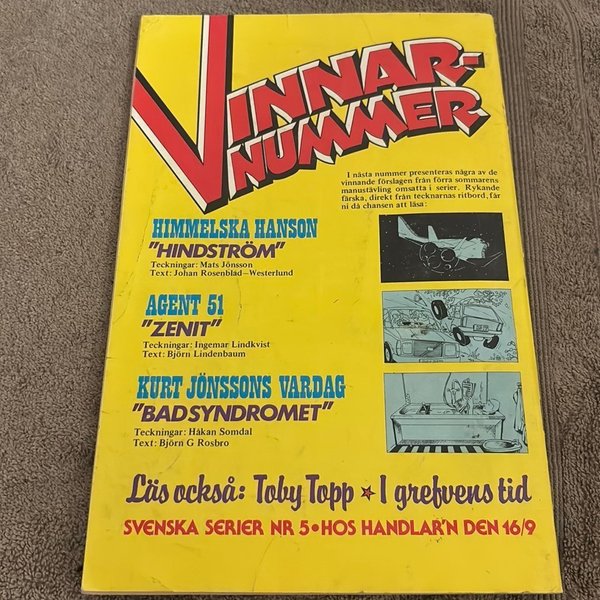 VINNAR-
NUMMER
I nästa nummer presenteras några av de
vinnande förslagen från förra sommarens
manustävling omsatta i serier. Rykande
färska, direkt från tecknarnas ritbord, får
ni då chansen att läsa:
HIMMELSKA HANSON
"HINDSTRÖM"
Teckningar: Mats Jönsson
Text: Johan Rosenblad–Westerlund
AGENT 51
"ZENIT"
Teckningar: Ingemar Lindkvist
Text: Björn Lindenbaum
KURT JÖNSSONS VARDAG
"BADSYNDROMET"
Teckningar: Håkan Somdal
Text: Björn G Rosbro
Läs också: Toby Topp ★ I grefvens tid
SVENSKA SERIER NR 5 • HOS HANDLAR'N DEN 16/9